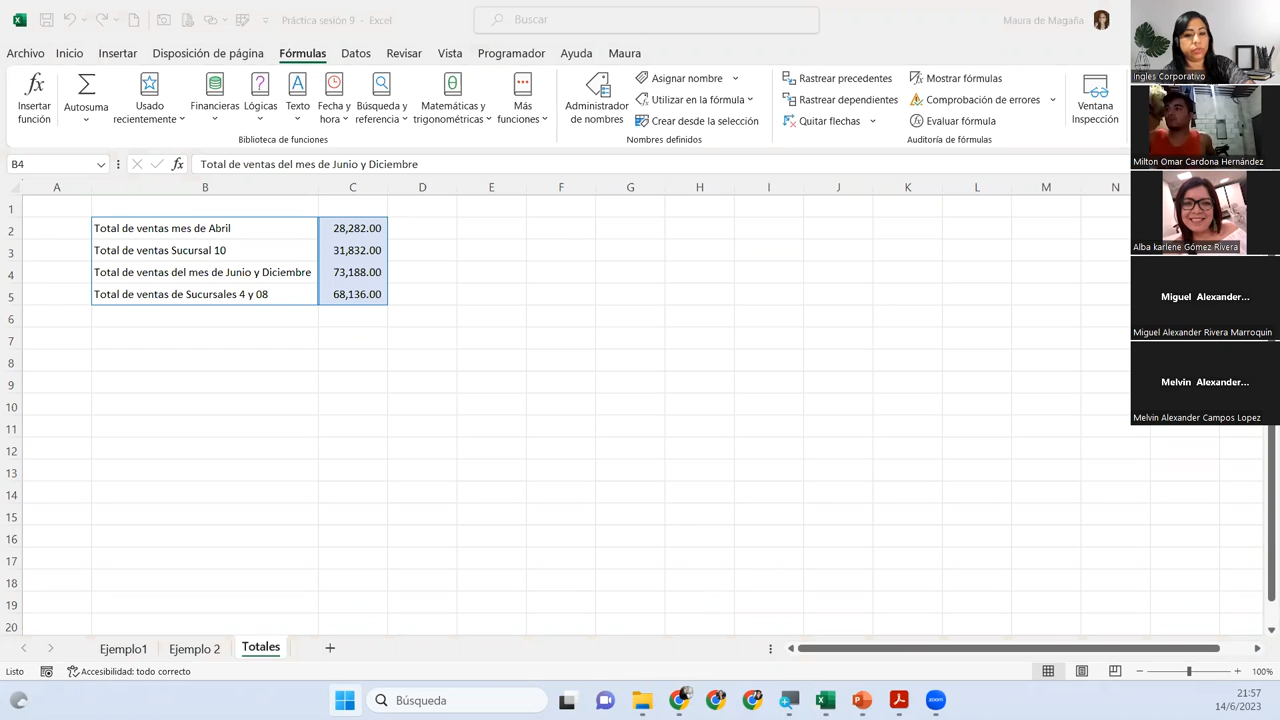 Práctica sesión 9 - Excel
Buscar
Maura de Magaña
Archivo
Inicio
Insertar
Disposición de página
Fórmulas
Datos
Revisar
Vista
Programador
Ayuda
Maura
Insertar función
Autosuma
Usado recientemente
Financieras
Lógicas
Texto
Fecha y hora
Búsqueda y referencia
Matemáticas y trigonométricas
Más funciones
Biblioteca de funciones
Administrador de nombres
Asignar nombre
Utilizar en la fórmula
Crear desde la selección
Nombres definidos
Rastrear precedentes
Rastrear dependientes
Quitar flechas
Mostrar fórmulas
Comprobación de errores
Evaluar fórmula
Auditoría de fórmulas
Ventana Inspección
B4
fx
Total de ventas del mes de Junio y Diciembre
A B C D E F G H I J K L M N
1
2 Total de ventas mes de Abril 28,282.00
3 Total de ventas Sucursal 10 31,832.00
4 Total de ventas del mes de Junio y Diciembre 73,188.00
5 Total de ventas de Sucursales 4 y 08 68,136.00
6
7
8
9
10
11
12
13
14
15
16
17
18
19
20
Ejemplo1
Ejemplo 2
Totales
Listo
Accesibilidad: todo correcto
100%
Búsqueda
zoom
21:57
14/6/2023
Ingles Corporativo
Milton Omar Cardona Hernández
Alba karlene Gómez Rivera
Miguel Alexander...
Miguel Alexander Rivera Marroquin
Melvin Alexander...
Melvin Alexander Campos Lopez